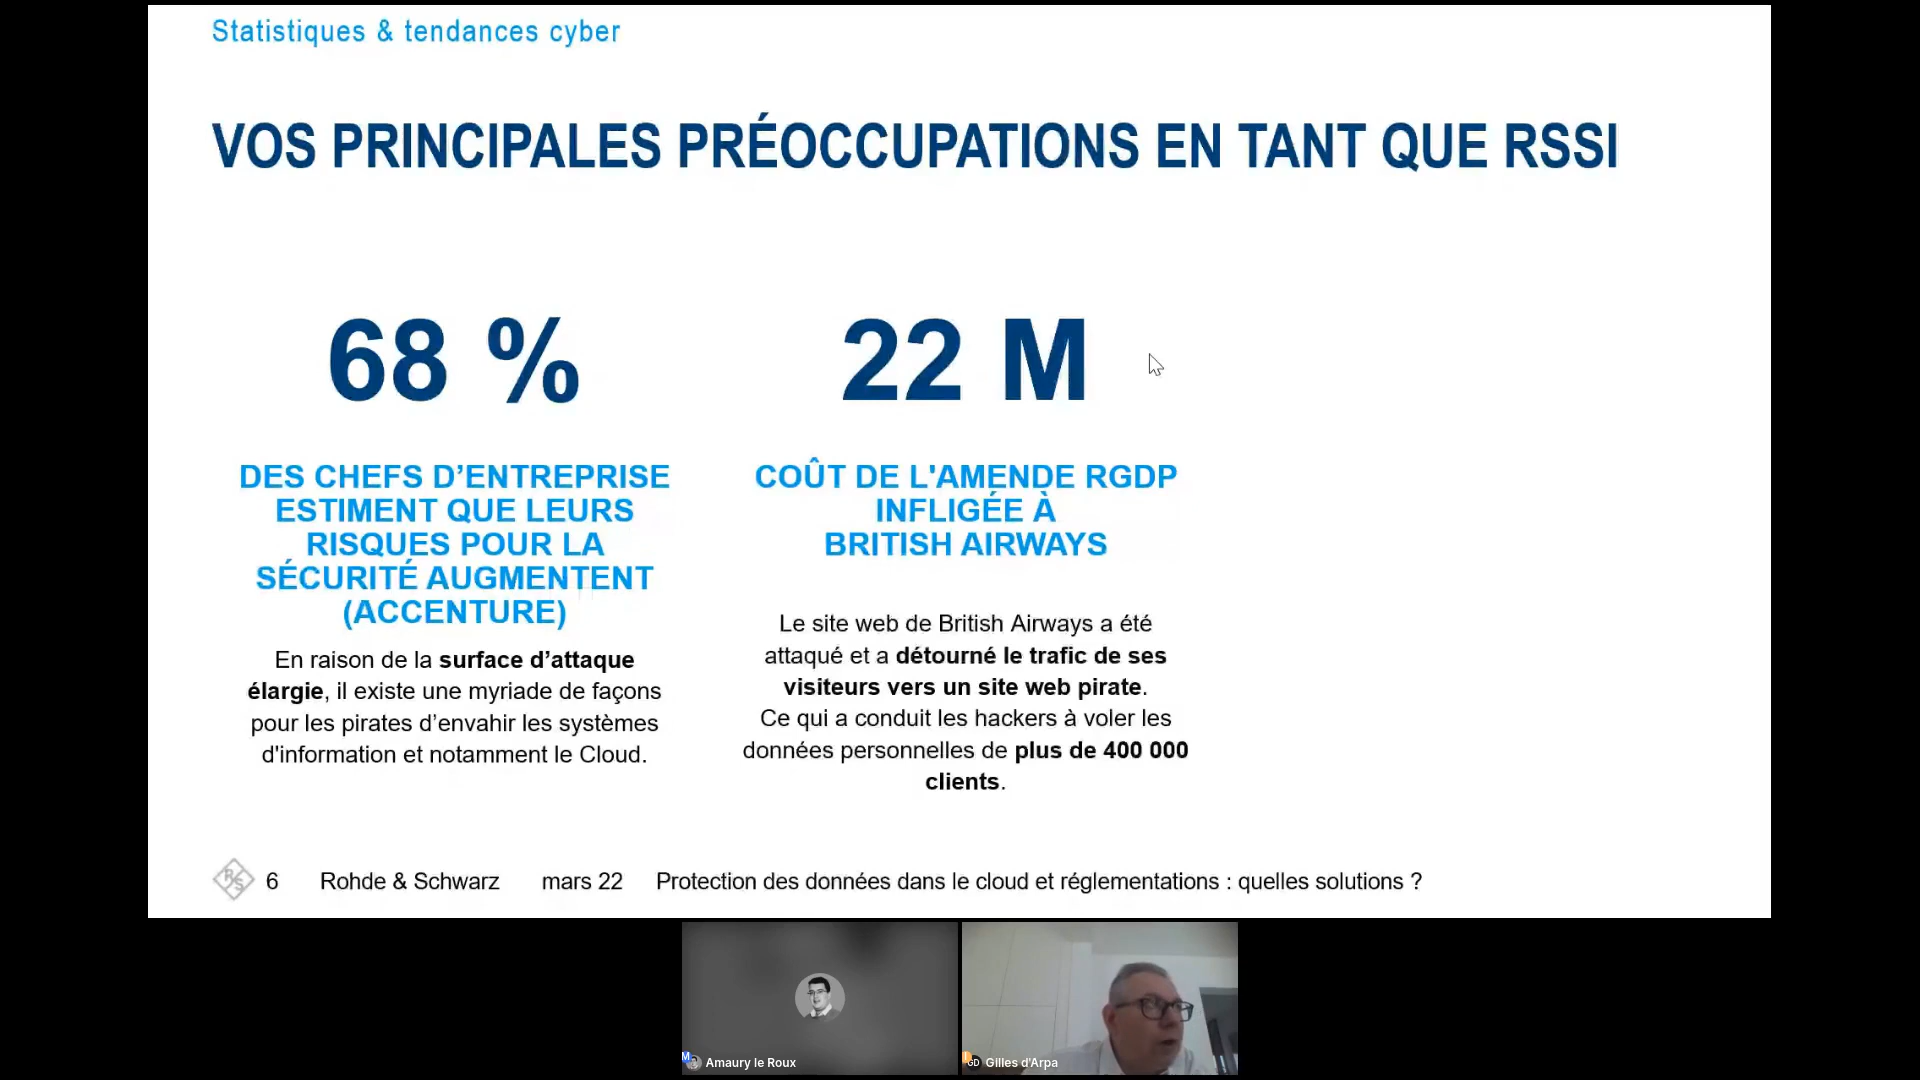 Statistiques & tendances cyber
VOS PRINCIPALES PRÉOCCUPATIONS EN TANT QUE RSSI
68 %
DES CHEFS D’ENTREPRISE
ESTIMENT QUE LEURS
RISQUES POUR LA
SÉCURITÉ AUGMENTENT
(ACCENTURE)
En raison de la surface d’attaque
élargie, il existe une myriade de façons
pour les pirates d’envahir les systèmes
d'information et notamment le Cloud.
22 M
COÛT DE L'AMENDE RGDP
INFLIGÉE À
BRITISH AIRWAYS
Le site web de British Airways a été
attaqué et a détourné le trafic de ses
visiteurs vers un site web pirate.
Ce qui a conduit les hackers à voler les
données personnelles de plus de 400 000
clients.
RS 6 Rohde & Schwarz mars 22 Protection des données dans le cloud et réglementations : quelles solutions ?
M Amaury le Roux
GD Gilles d'Arpa